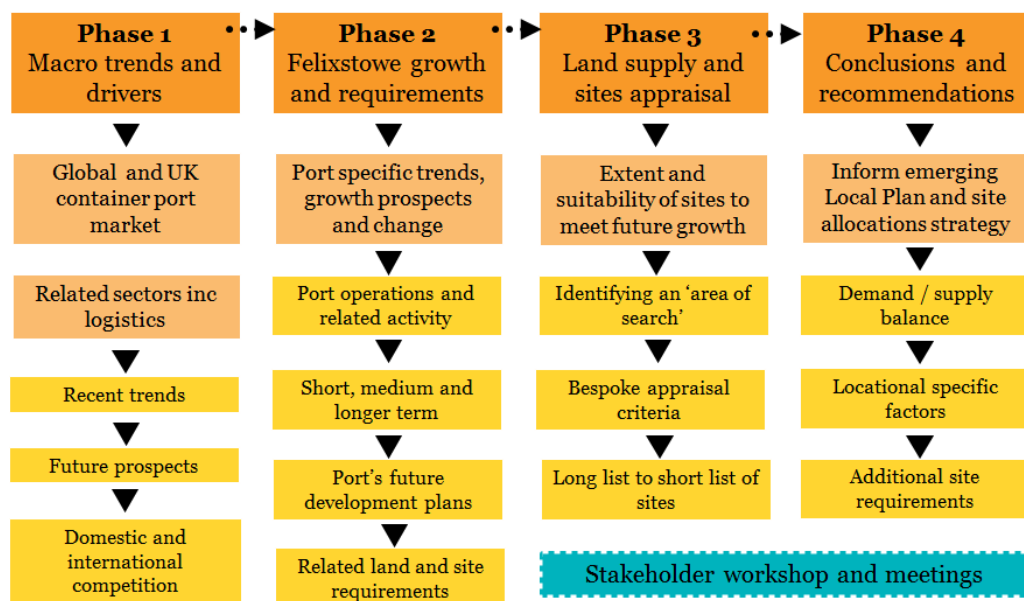 Phase 1
Macro trends and
drivers
Global and UK
container port
market
Related sectors inc
logistics
Recent trends
Future prospects
Domestic and
international
competition
Phase 2
Felixstowe growth
and requirements
Port specific trends,
growth prospects
and change
Port operations and
related activity
Short, medium and
longer term
Port's future
development plans
Related land and site
requirements
Phase 3
Land supply and
sites appraisal
Extent and
suitability of sites to
meet future growth
Identifying an ‘area of
search’
Bespoke appraisal
criteria
Long list to short list of
sites
Phase 4
Conclusions and
recommendations
Inform emerging
Local Plan and site
allocations strategy
Demand / supply
balance
Locational specific
factors
Additional site
requirements
Stakeholder workshop and meetings